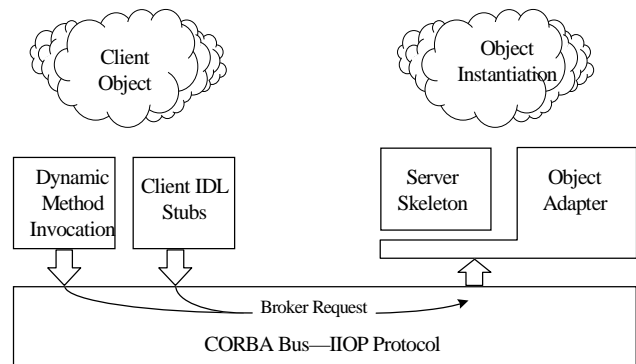 Client
Object
Object
Instantiation
Dynamic
Method
Invocation
Client IDL
Stubs
Server
Skeleton
Object
Adapter
Broker Request
CORBA Bus—IIOP Protocol